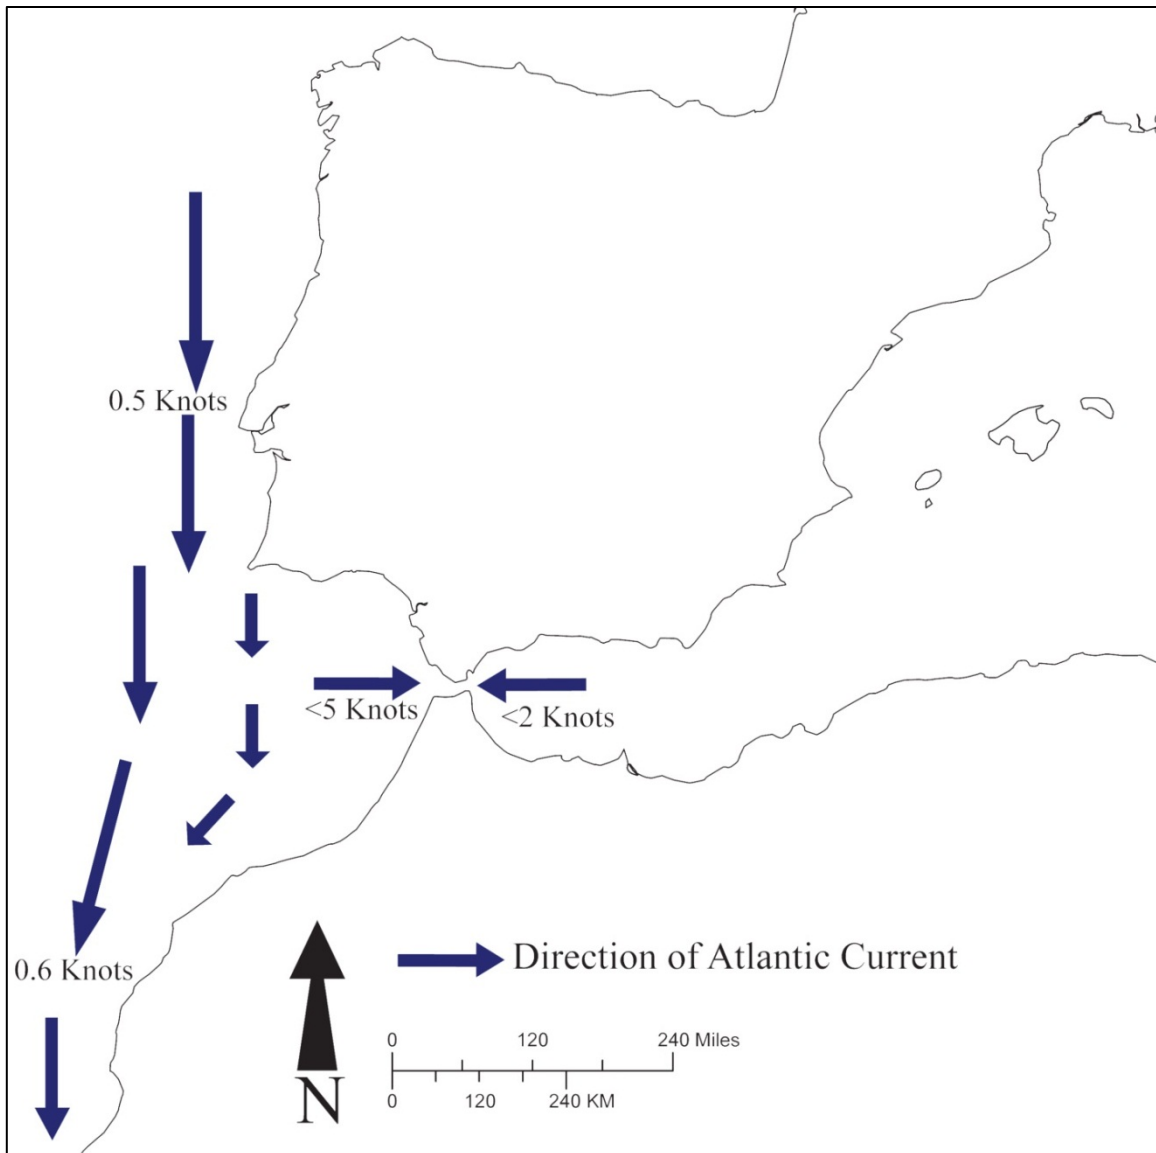 0.5 Knots
<5 Knots
<2 Knots
0.6 Knots
Direction of Atlantic Current
N
0 120 240 Miles
0 120 240 KM